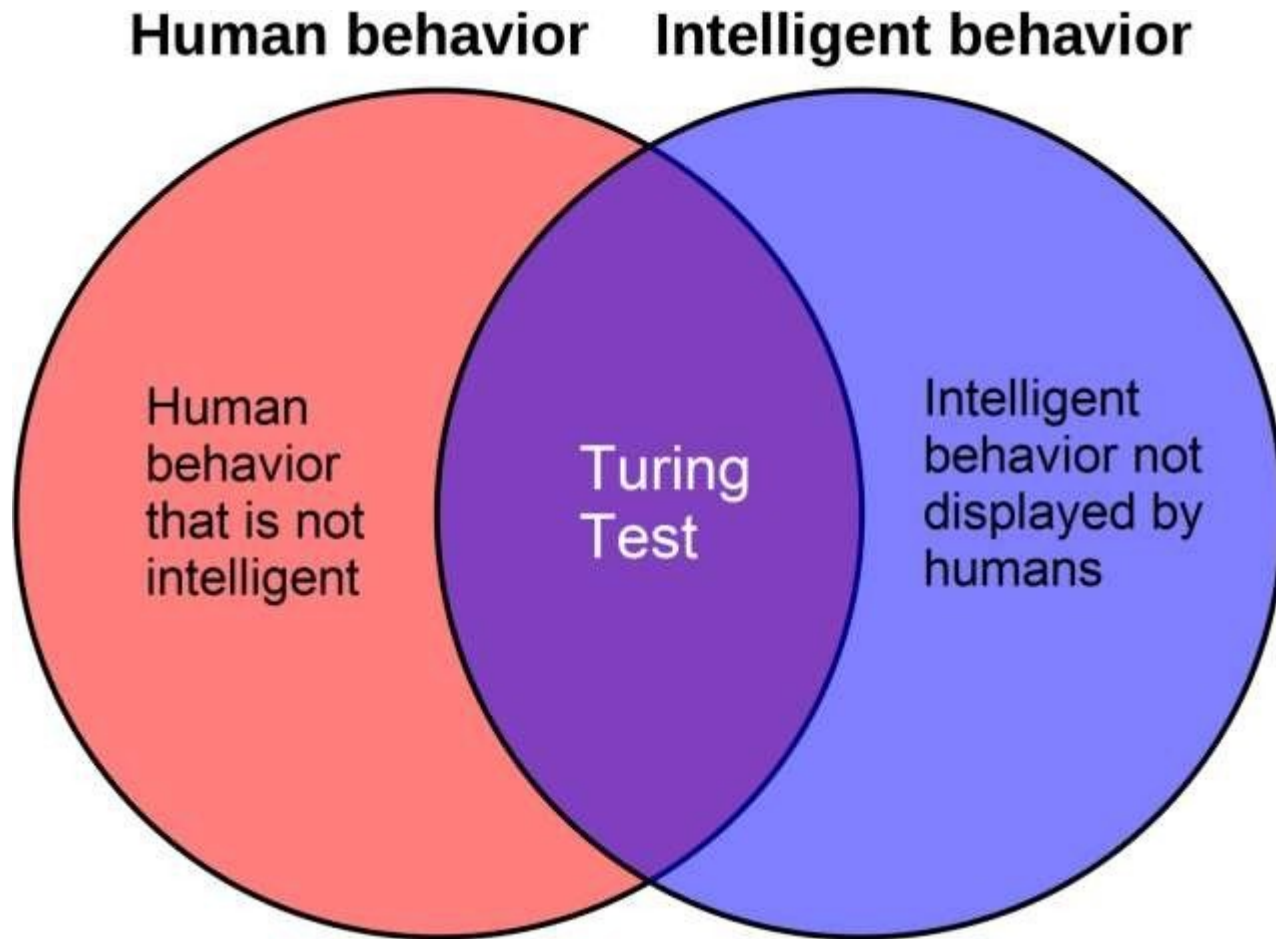 Human behavior
Intelligent behavior
Human
behavior
that is not
intelligent
Turing
Test
Intelligent
behavior not
displayed by
humans